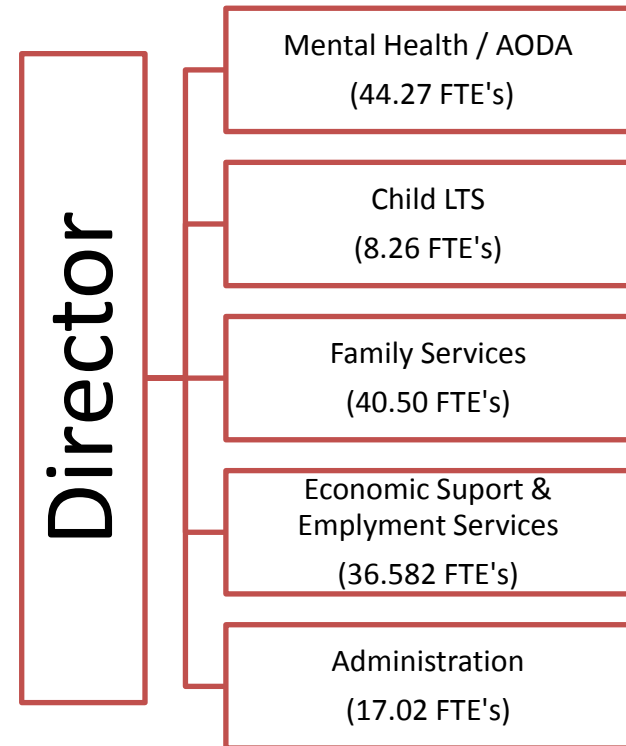 Director
Mental Health / AODA
(44.27 FTE's)
Child LTS
(8.26 FTE's)
Family Services
(40.50 FTE's)
Economic Suport &
Emplyment Services
(36.582 FTE's)
Administration
(17.02 FTE's)